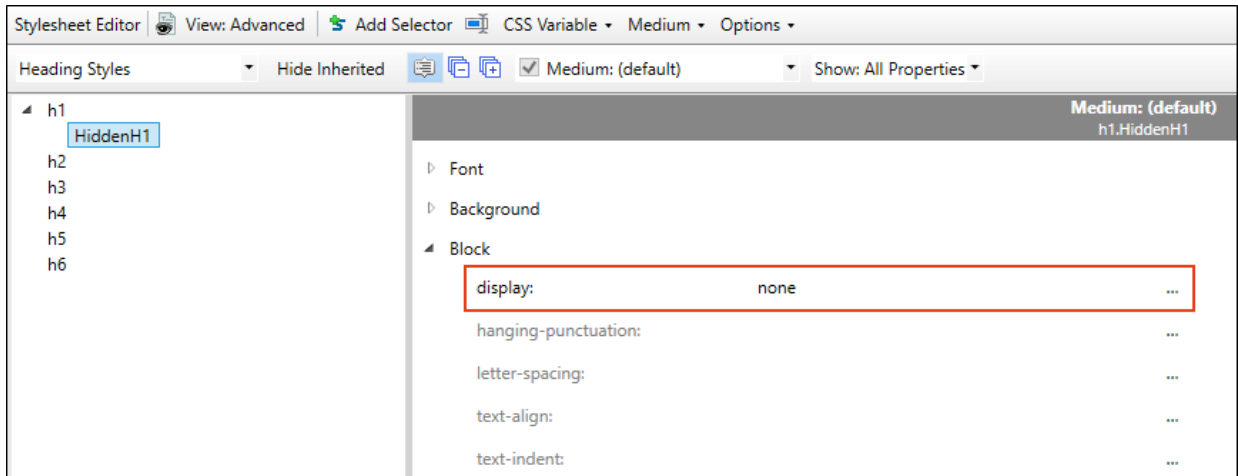 Stylesheet Editor View: Advanced Add Selector CSS Variable Medium Options
Heading Styles Hide Inherited Medium: (default) Show: All Properties
h1
HiddenH1
h2
h3
h4
h5
h6
Medium: (default)
h1.HiddenH1
Font
Background
Block
display: none ...
hanging-punctuation: ...
letter-spacing: ...
text-align: ...
text-indent: ...